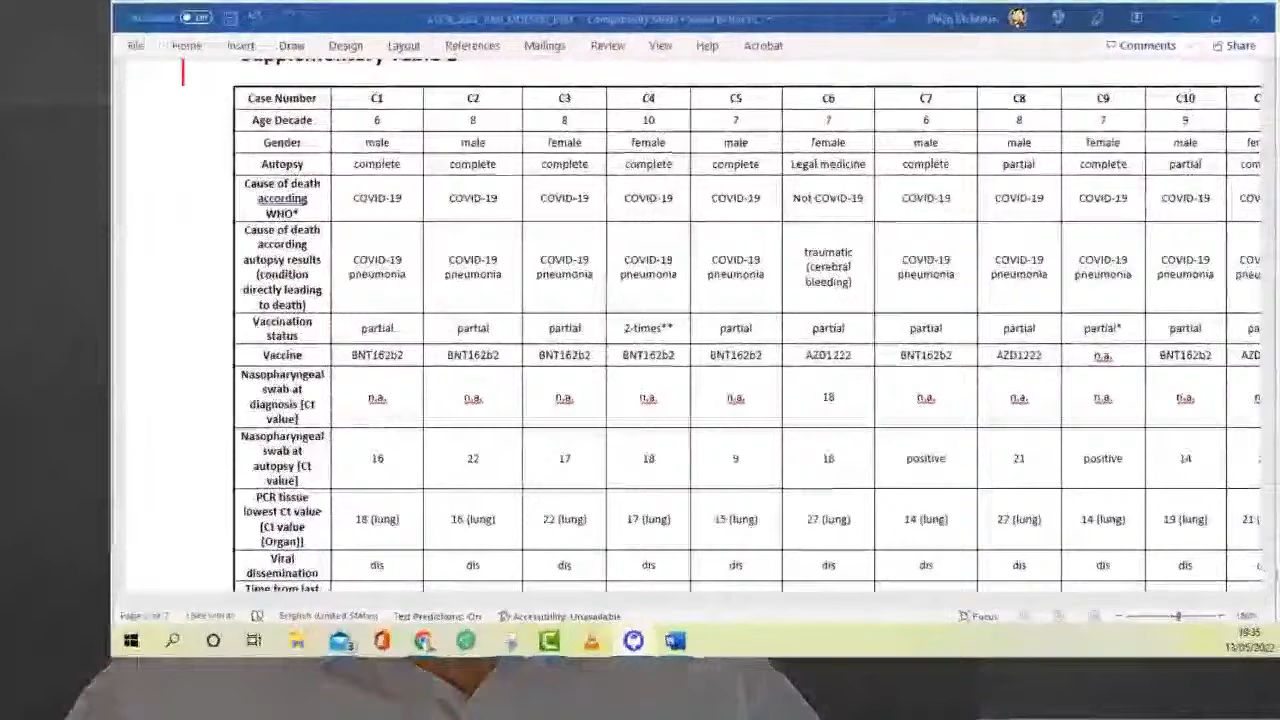 File Home Insert Draw Design Layout References Mailings Review View Help Acrobat Comments Share
Case Number C1 C2 C3 C4 C5 C6 C7 C8 C9 C10
Age Decade 6 8 8 10 7 7 6 8 7 9
Gender male male female female male female male male female male
Autopsy complete complete complete complete complete Legal medicine complete partial complete partial
Cause of death
according
WHO*
COVID-19 COVID-19 COVID-19 COVID-19 COVID-19 Not COVID-19 COVID-19 COVID-19 COVID-19 COVID-19
Cause of death
according
autopsy results
(condition
directly leading
to death)
COVID-19
pneumonia
COVID-19
pneumonia
COVID-19
pneumonia
COVID-19
pneumonia
COVID-19
pneumonia
traumatic
(cerebral
bleeding)
COVID-19
pneumonia
COVID-19
pneumonia
COVID-19
pneumonia
COVID-19
pneumonia
Vaccination
status
partial partial partial 2-times** partial partial partial partial partial* partial
Vaccine BNT162b2 BNT162b2 BNT162b2 BNT162b2 BNT162b2 AZD1222 BNT162b2 AZD1222 n.a. BNT162b2
Nasopharyngeal
swab at
diagnosis [Ct
value]
n.a. n.a. n.a. n.a. n.a. 18 n.a. n.a. n.a. n.a.
Nasopharyngeal
swab at
autopsy [Ct
value]
16 22 17 18 9 18 positive 21 positive 14
PCR tissue
lowest Ct value
[Ct value
(Organ)]
18 (lung) 16 (lung) 22 (lung) 17 (lung) 15 (lung) 27 (lung) 14 (lung) 27 (lung) 14 (lung) 19 (lung)
Viral
dissemination
dis dis dis dis dis dis dis dis dis dis
Time from last
English (United States) Text Predictions: On Accessibility: Unavailable Focus
19:35
13/05/2022